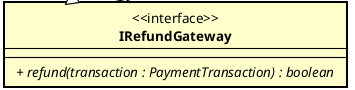 <<interface>>
IRefundGateway
+ refund(transaction : PaymentTransaction) : boolean